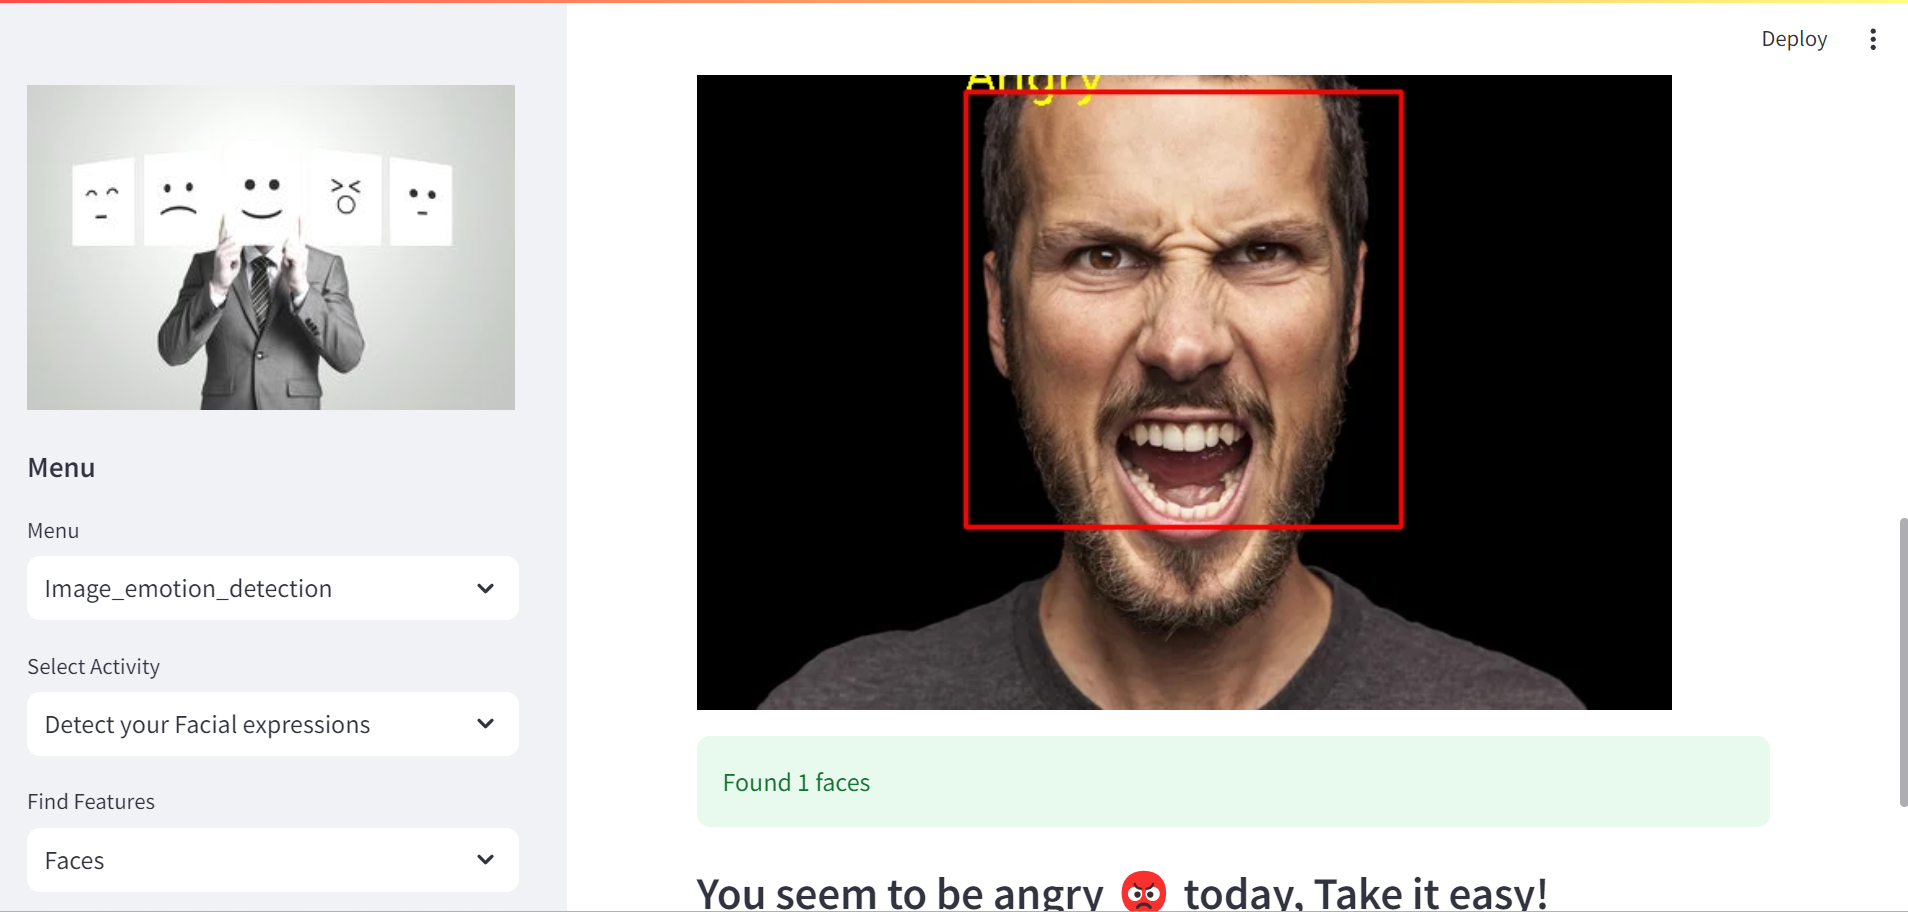 Deploy
Menu
Menu
Image_emotion_detection
Select Activity
Detect your Facial expressions
Find Features
Faces
Angry
Found 1 faces
You seem to be angry 😡 today, Take it easy!